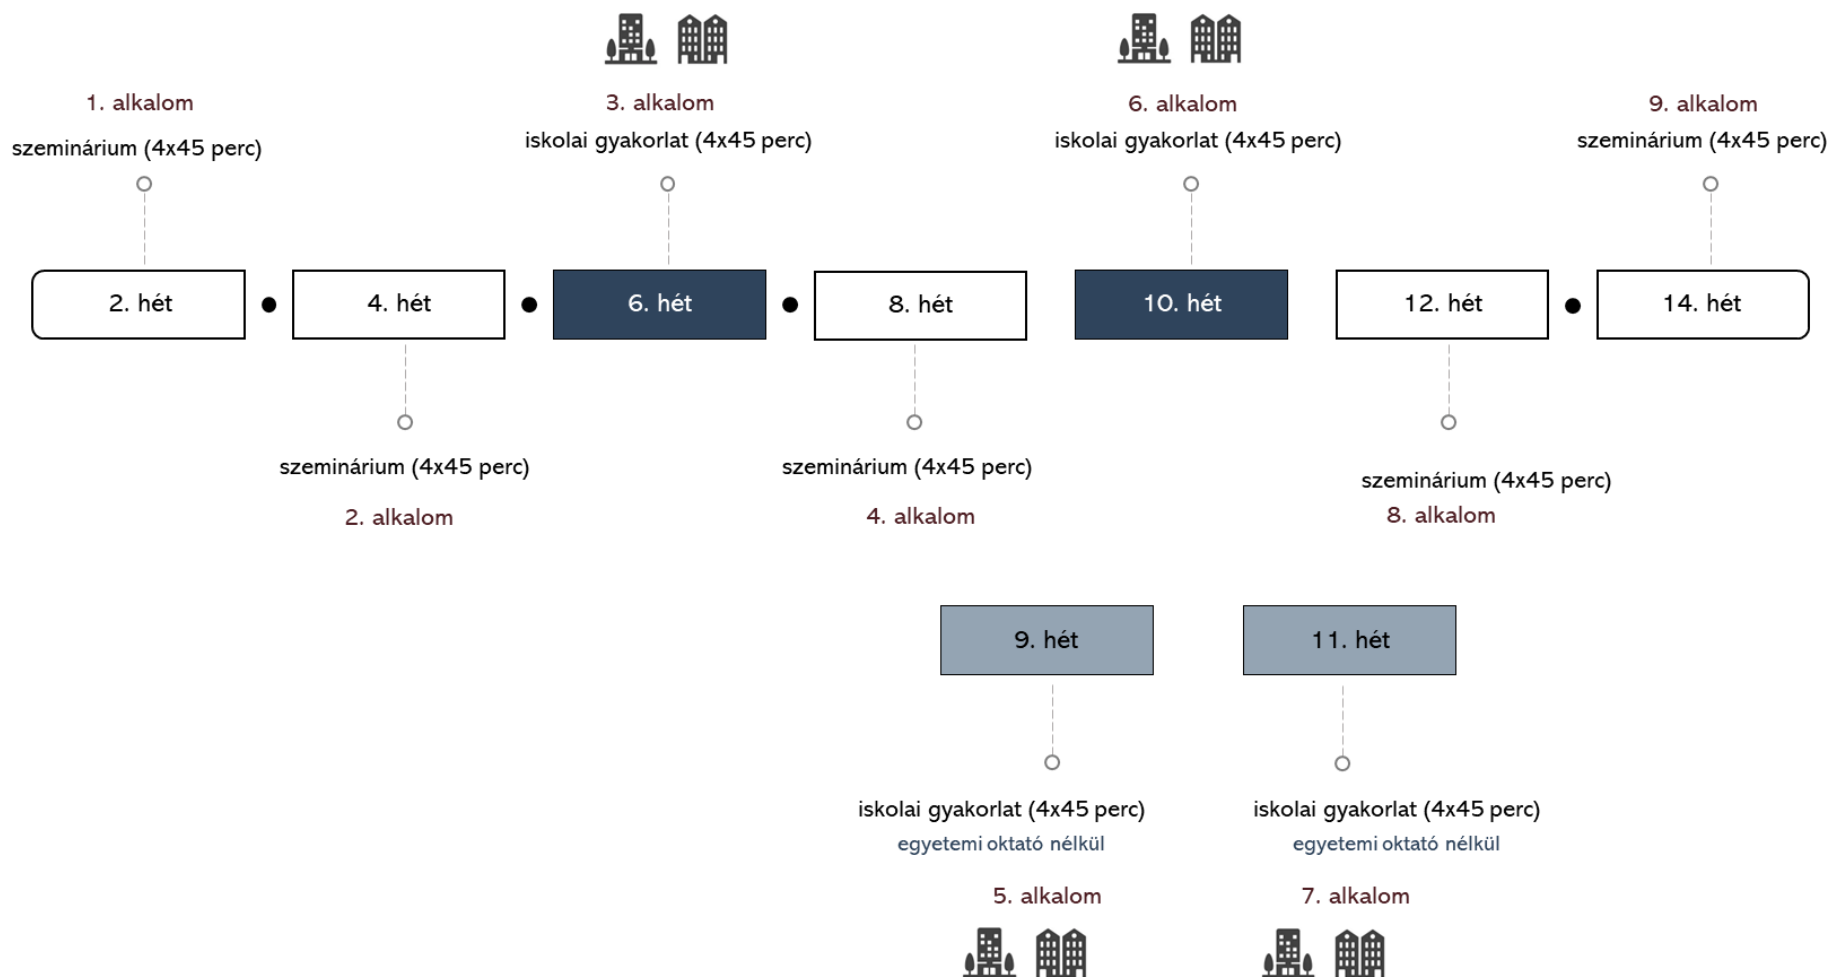 1. alkalom
szeminárium (4x45 perc)
3. alkalom
iskolai gyakorlat (4x45 perc)
6. alkalom
iskolai gyakorlat (4x45 perc)
9. alkalom
szeminárium (4x45 perc)
2. hét
4. hét
6. hét
8. hét
10. hét
12. hét
14. hét
szeminárium (4x45 perc)
2. alkalom
szeminárium (4x45 perc)
4. alkalom
szeminárium (4x45 perc)
8. alkalom
9. hét
11. hét
iskolai gyakorlat (4x45 perc)
egyetemi oktató nélkül
5. alkalom
iskolai gyakorlat (4x45 perc)
egyetemi oktató nélkül
7. alkalom